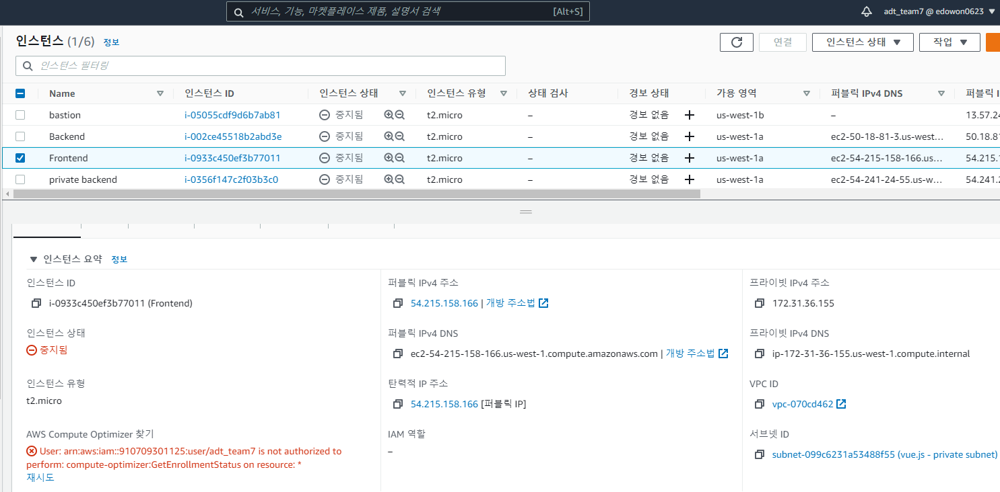 서비스, 기능, 마켓플레이스 제품, 설명서 검색 [Alt+S] adt_team7 @ edowon0623 ▼
인스턴스 (1/6) 정보 연결 인스턴스 상태 ▼ 작업 ▼
인스턴스 필터링
Name 인스턴스 ID 인스턴스 상태 인스턴스 유형 상태 검사 경보 상태 가용 영역 퍼블릭 IPv4 DNS 퍼블릭
bastion i-05055cdf9d6b7ab81 중지됨 t2.micro – 경보 없음 + us-west-1b – 13.57.24
Backend i-002ce45518b2abd3e 중지됨 t2.micro – 경보 없음 + us-west-1a ec2-50-18-81-3.us-west... 50.18.81
Frontend i-0933c450ef3b77011 중지됨 t2.micro – 경보 없음 + us-west-1a ec2-54-215-158-166.us... 54.215.
private backend i-0356f147c2f03b3c0 중지됨 t2.micro – 경보 없음 + us-west-1a ec2-54-241-24-55.us-w... 54.241.
▼ 인스턴스 요약 정보
인스턴스 ID
i-0933c450ef3b77011 (Frontend)
인스턴스 상태
중지됨
인스턴스 유형
t2.micro
AWS Compute Optimizer 찾기
User: arn:aws:iam::910709301125:user/adt_team7 is not authorized to
perform: compute-optimizer:GetEnrollmentStatus on resource: *
재시도
퍼블릭 IPv4 주소
54.215.158.166 | 개방 주소법
퍼블릭 IPv4 DNS
ec2-54-215-158-166.us-west-1.compute.amazonaws.com | 개방 주소법
탄력적 IP 주소
54.215.158.166 [퍼블릭 IP]
IAM 역할
–
프라이빗 IPv4 주소
172.31.36.155
프라이빗 IPv4 DNS
ip-172-31-36-155.us-west-1.compute.internal
VPC ID
vpc-070cd462
서브넷 ID
subnet-099c6231a53488f55 (vue.js - private subnet)